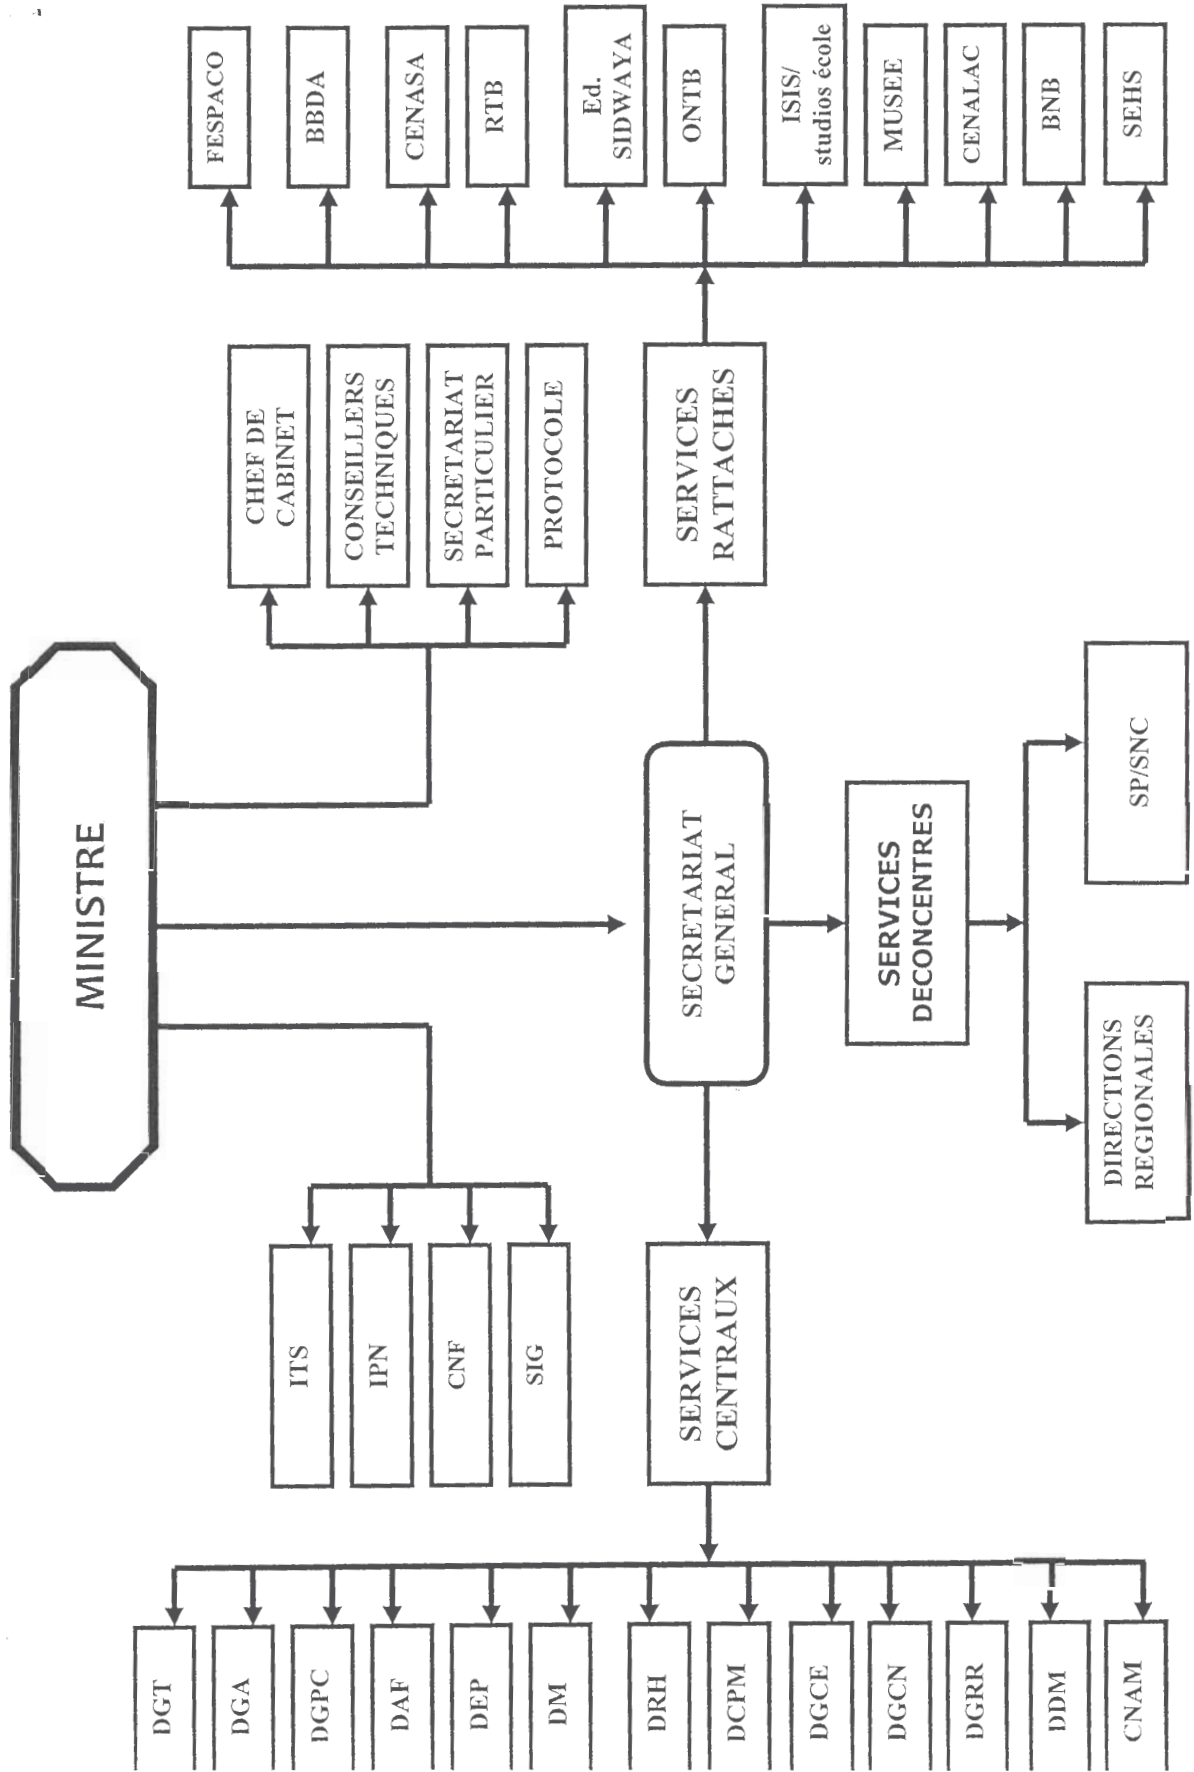 MINISTRE
ITS
IPN
CNF
SIG
CHEF DE
CABINET
CONSEILLERS
TECHNIQUES
SECRETARIAT
PARTICULIER
PROTOCOLE
SECRETARIAT
GENERAL
SERVICES
CENTRAUX
SERVICES
DECONCENTRES
SERVICES
RATTACHES
DGT
DGA
DGPC
DAF
DEP
DM
DRH
DCPM
DGCE
DGCN
DGRR
DDM
CNAM
DIRECTIONS
REGIONALES
SP/SNC
FESPACO
BBDA
CENASA
RTB
Ed.
SIDWAYA
ONTB
ISIS/
studios école
MUSEE
CENALAC
BNB
SEHS